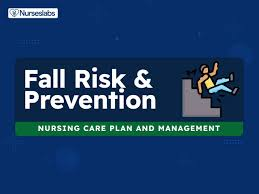 Nurseslabs
Fall Risk &
Prevention
NURSING CARE PLAN AND MANAGEMENT